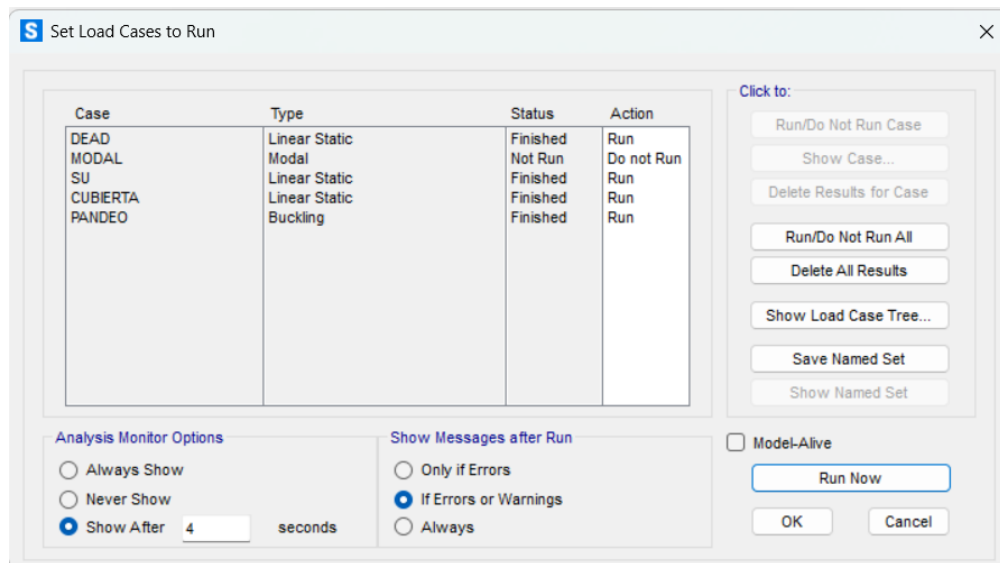 S Set Load Cases to Run
Case Type Status Action
DEAD Linear Static Finished Run
MODAL Modal Not Run Do not Run
SU Linear Static Finished Run
CUBIERTA Linear Static Finished Run
PANDEO Buckling Finished Run
Click to:
Run/Do Not Run Case
Show Case...
Delete Results for Case
Run/Do Not Run All
Delete All Results
Show Load Case Tree...
Save Named Set
Show Named Set
Analysis Monitor Options
Always Show
Never Show
Show After 4 seconds
Show Messages after Run
Only if Errors
If Errors or Warnings
Always
Model-Alive
Run Now
OK Cancel